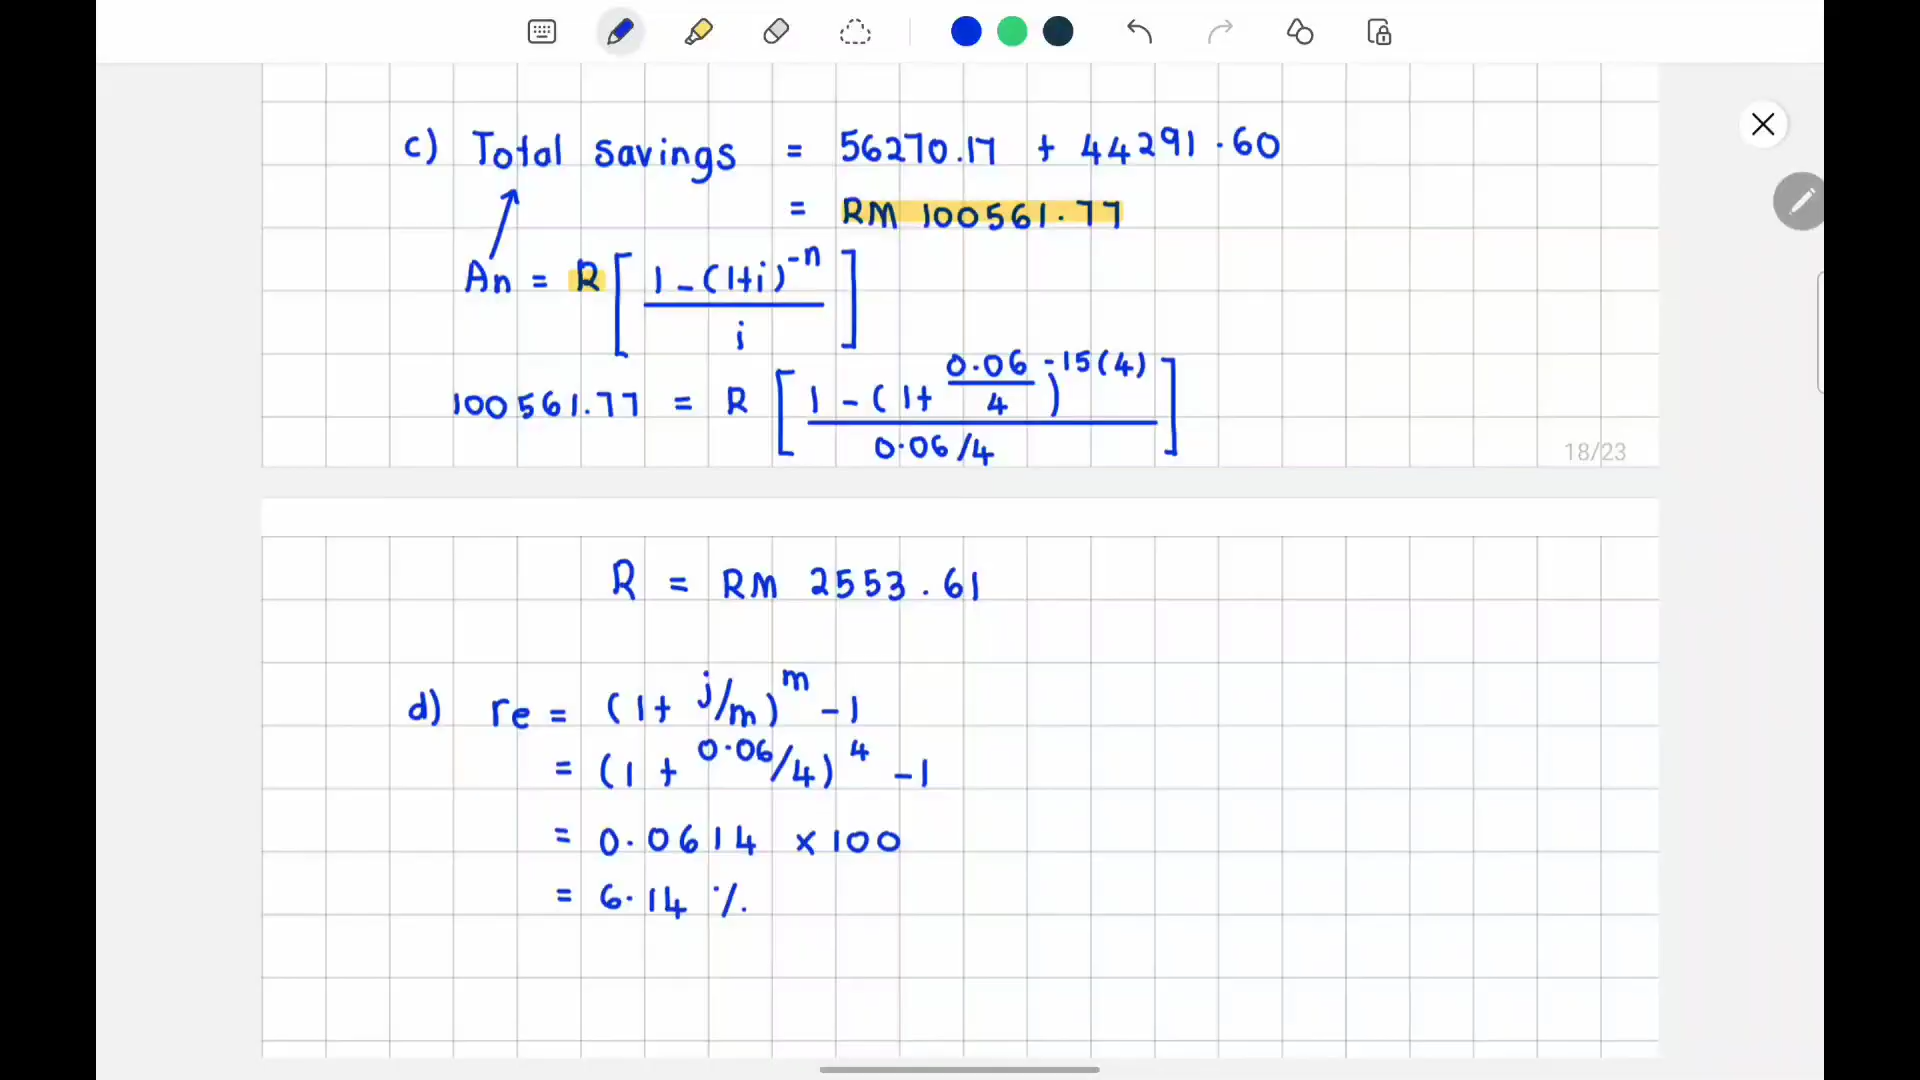 c) Total savings = 56270.17 + 44291.60
= RM 100561.77
An = R [ 1 - (1+i)^-n / i ]
100561.77 = R [ 1 - (1 + 0.06/4)^-15(4) / 0.06/4 ]
18/23
R = RM 2553.61
d) re = (1 + j/m)^m - 1
= (1 + 0.06/4)^4 - 1
= 0.0614 × 100
= 6.14 %